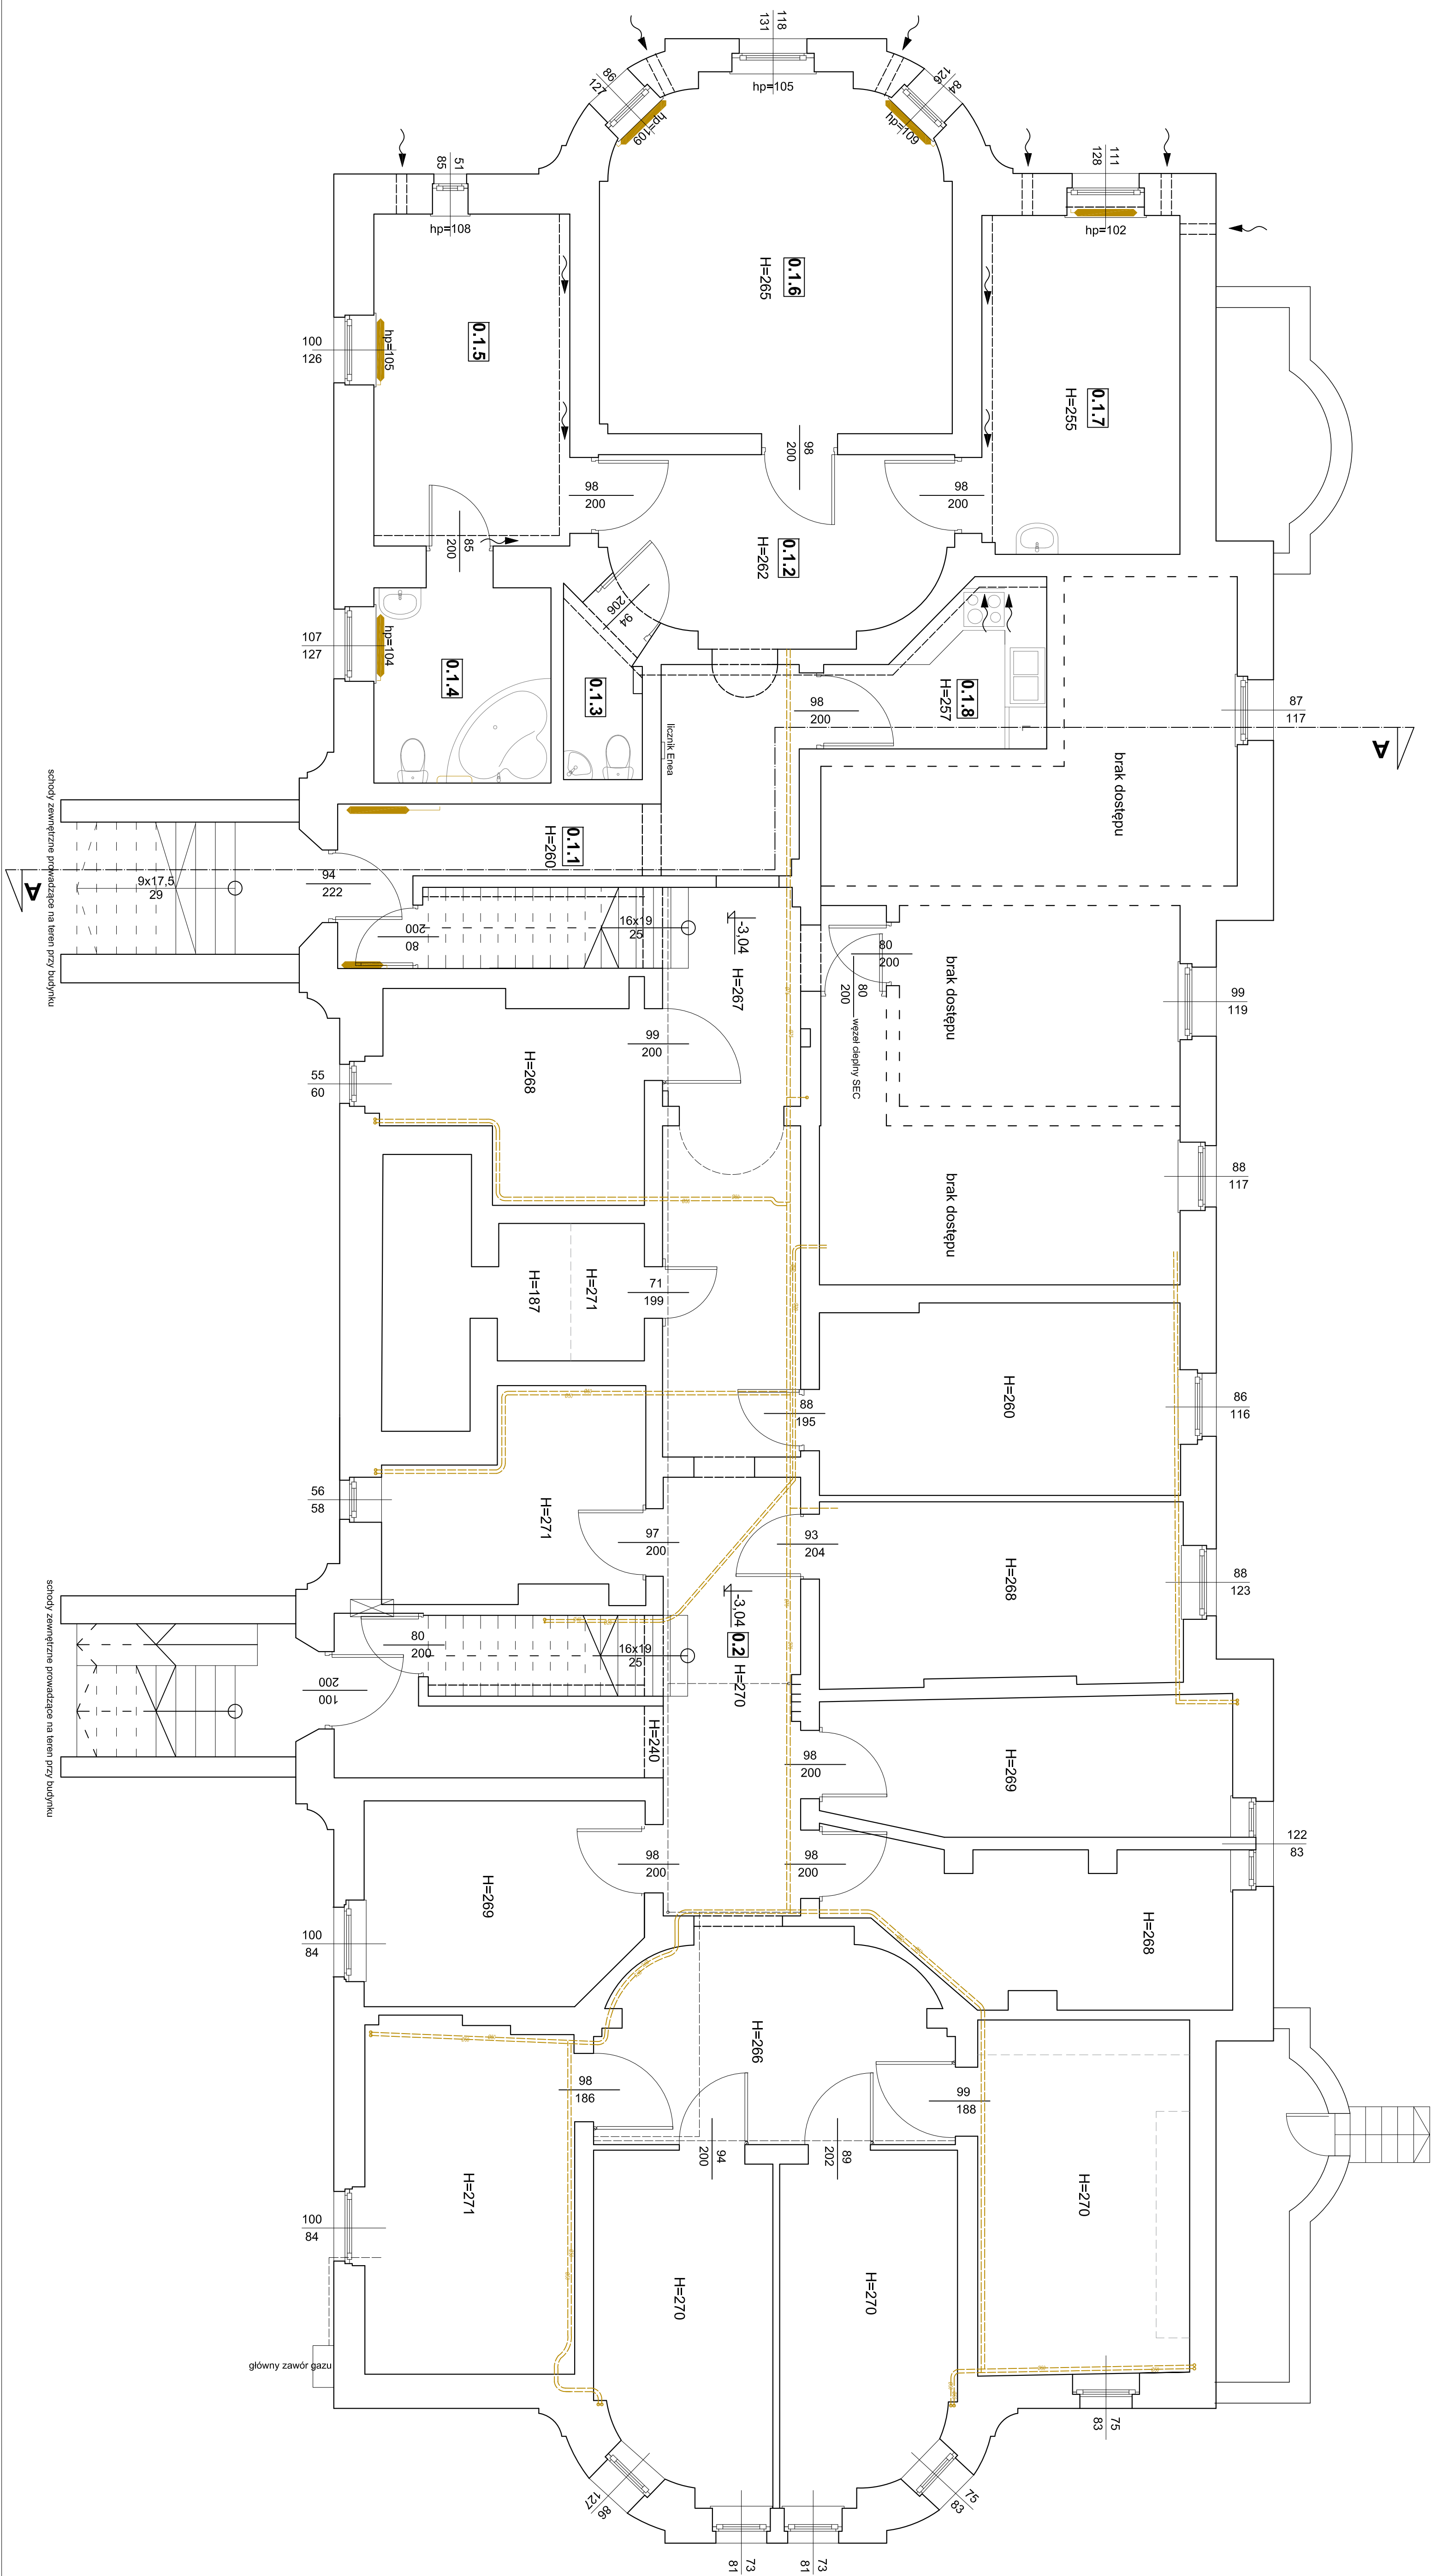 118
131
86
127
hp=109
hp=105
84
126
hp=109
51
85
hp=108
111
128
hp=102
0.1.6
H=265
0.1.5
hp=105
100
126
0.1.7
H=255
98
200
98
200
98
200
85
200
0.1.2
H=262
94
206
107
127
hp=104
0.1.4
0.1.3
0.1.8
H=257
98
200
licznik Enea
87
117
A
brak dostępu
schody zewnętrzne prowadzące na teren przy budynku
0.1.1
H=260
9x17,5
29
A
94
222
80
200
16x19
25
-3,04
H=267
80
200
80
200
węzeł cieplny SEC
brak dostępu
99
119
99
200
H=268
55
60
88
117
brak dostępu
H=187
H=271
71
199
88
195
H=260
86
116
56
58
H=271
97
200
93
204
H=268
88
123
schody zewnętrzne prowadzące na teren przy budynku
80
200
100
200
16x19
25
-3,04
0.2
H=270
H=240
98
200
H=269
122
83
98
200
98
200
H=269
100
84
H=268
H=266
98
186
94
200
89
202
99
188
H=271
100
84
H=270
H=270
H=270
główny zawór gazu
75
83
86
127
75
83
73
81
73
81